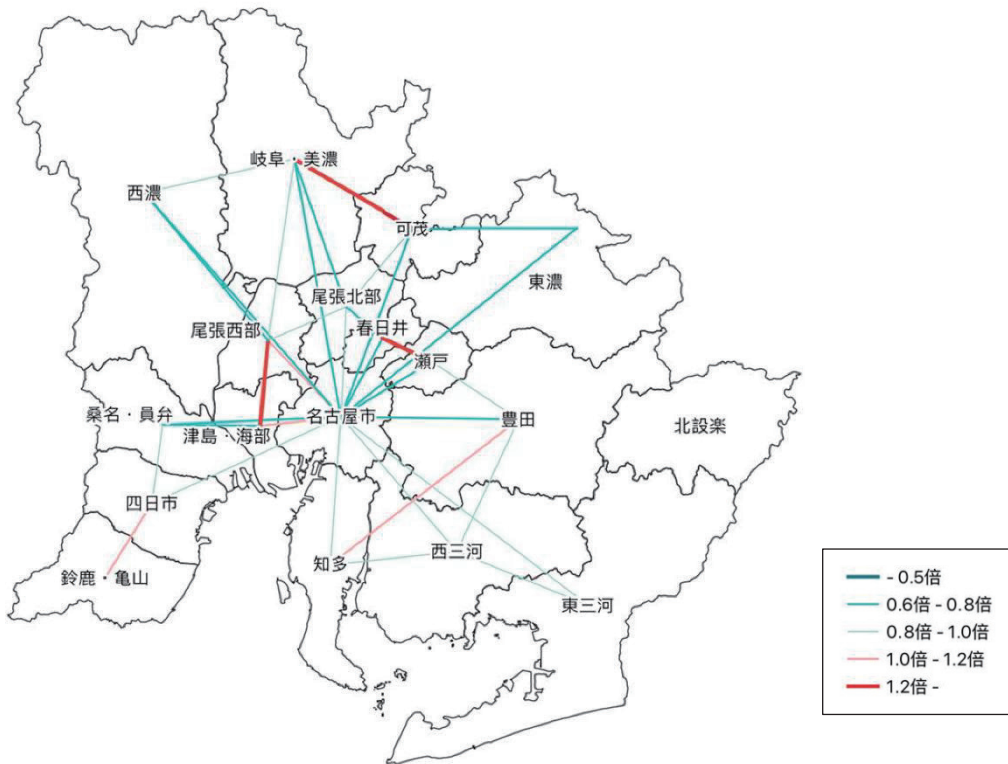 岐阜・美濃
西濃
可茂
東濃
尾張北部
尾張西部
春日井
瀬戸
桑名・員弁
津島・海部
名古屋市
豊田
北設楽
四日市
西三河
知多
鈴鹿・亀山
東三河
- 0.5倍
0.6倍 - 0.8倍
0.8倍 - 1.0倍
1.0倍 - 1.2倍
1.2倍 -